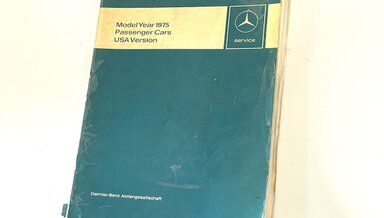 Model Year 1975
Passenger Cars
USA Version
service
Daimler-Benz Aktiengesellschaft